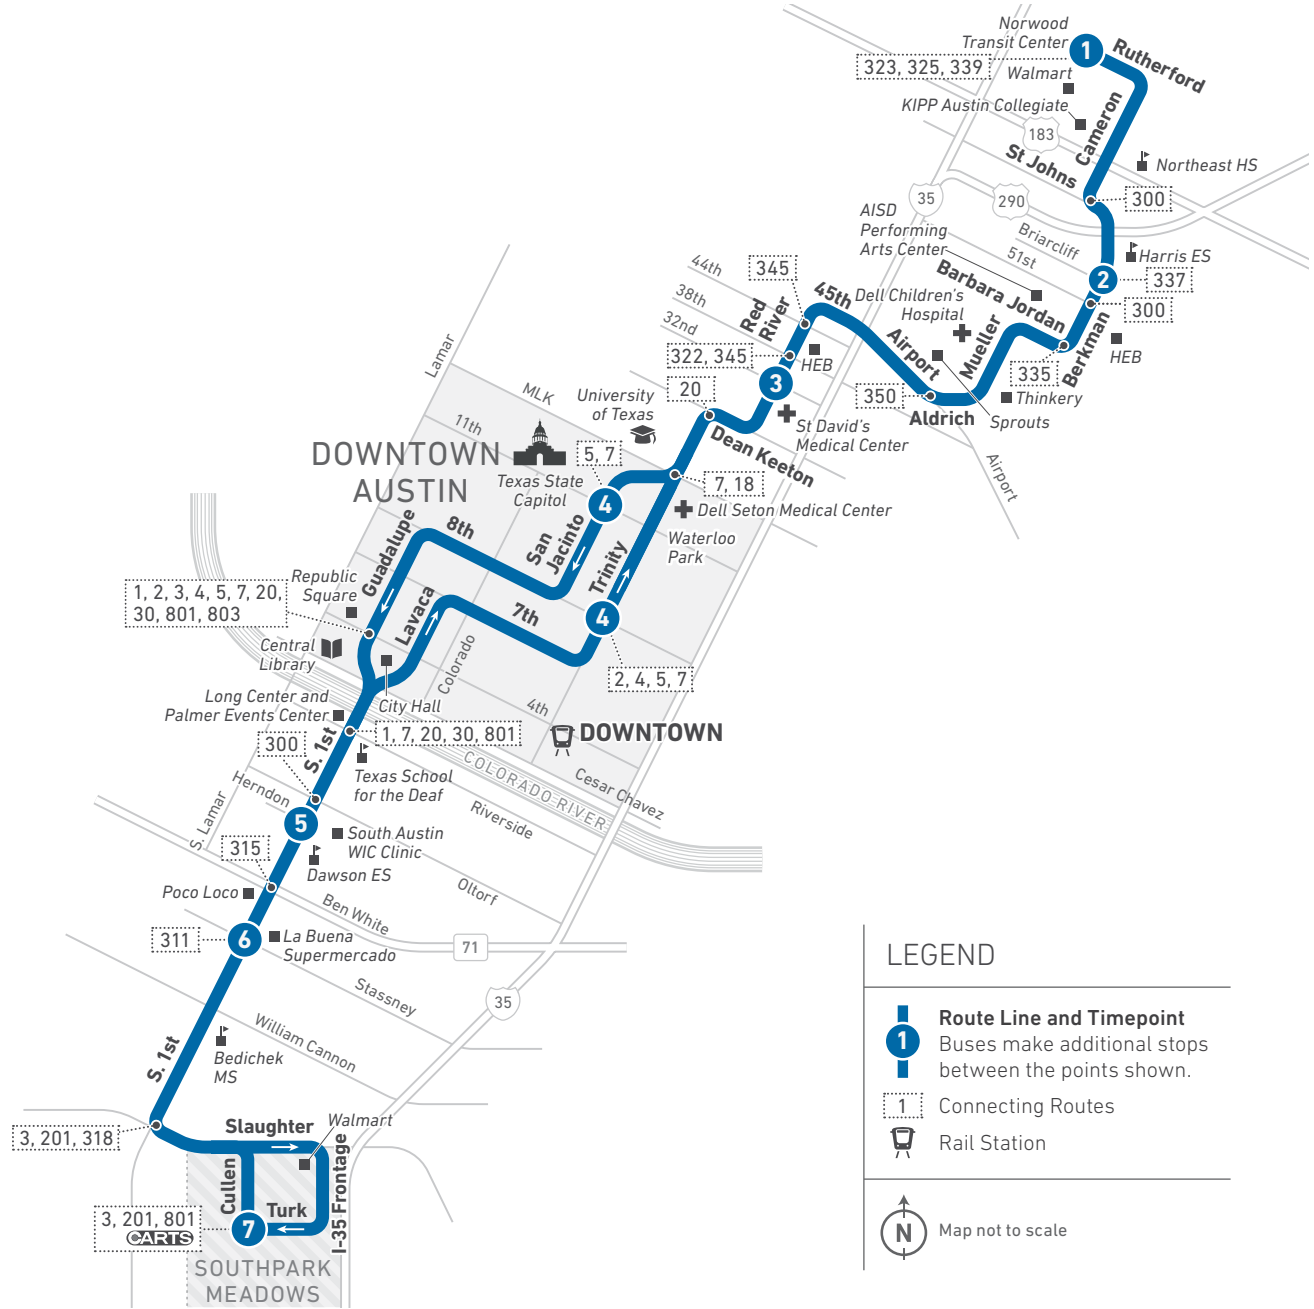 Norwood
Transit Center
1
Rutherford
323, 325, 339
Walmart
KIPP Austin Collegiate
Cameron
183
St Johns
Northeast HS
35
290
300
AISD
Performing
Arts Center
Briarcliff
51st
Harris ES
2
337
44th
345
45th
Barbara Jordan
300
38th
Red
River
Dell Children's
Hospital
Mueller
Berkman
32nd
Airport
322, 345
HEB
335
HEB
3
350
Thinkery
Lamar
MLK
University
of Texas
20
Aldrich
Sprouts
St David's
Medical Center
11th
Dean Keeton
Airport
DOWNTOWN
AUSTIN
5, 7
Texas State
Capitol
4
7, 18
Dell Seton Medical Center
Guadalupe
8th
San
Jacinto
Waterloo
Park
Trinity
Republic
Square
1, 2, 3, 4, 5, 7, 20,
30, 801, 803
Lavaca
7th
4
Central
Library
Colorado
2, 4, 5, 7
Long Center and
Palmer Events Center
City Hall
4th
DOWNTOWN
1, 7, 20, 30, 801
300
S. 1st
COLORADO RIVER
Cesar Chavez
Texas School
for the Deaf
Herndon
S. Lamar
Riverside
5
South Austin
WIC Clinic
315
Dawson ES
Poco Loco
Oltorf
Ben White
6
311
La Buena
Supermercado
71
Stassney
35
William Cannon
S. 1st
Bedichek
MS
3, 201, 318
Slaughter
Walmart
Cullen
I-35 Frontage
Turk
3, 201, 801
CARTS
7
SOUTHPARK
MEADOWS
LEGEND
1
Route Line and Timepoint
Buses make additional stops
between the points shown.
1
Connecting Routes
Rail Station
N
Map not to scale